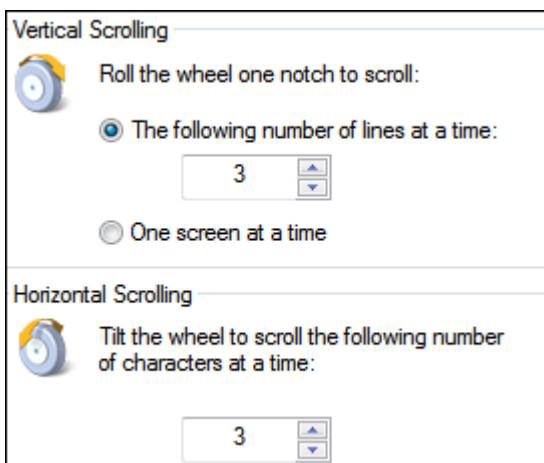 Vertical Scrolling
Roll the wheel one notch to scroll:
The following number of lines at a time:
3
One screen at a time
Horizontal Scrolling
Tilt the wheel to scroll the following number
of characters at a time:
3